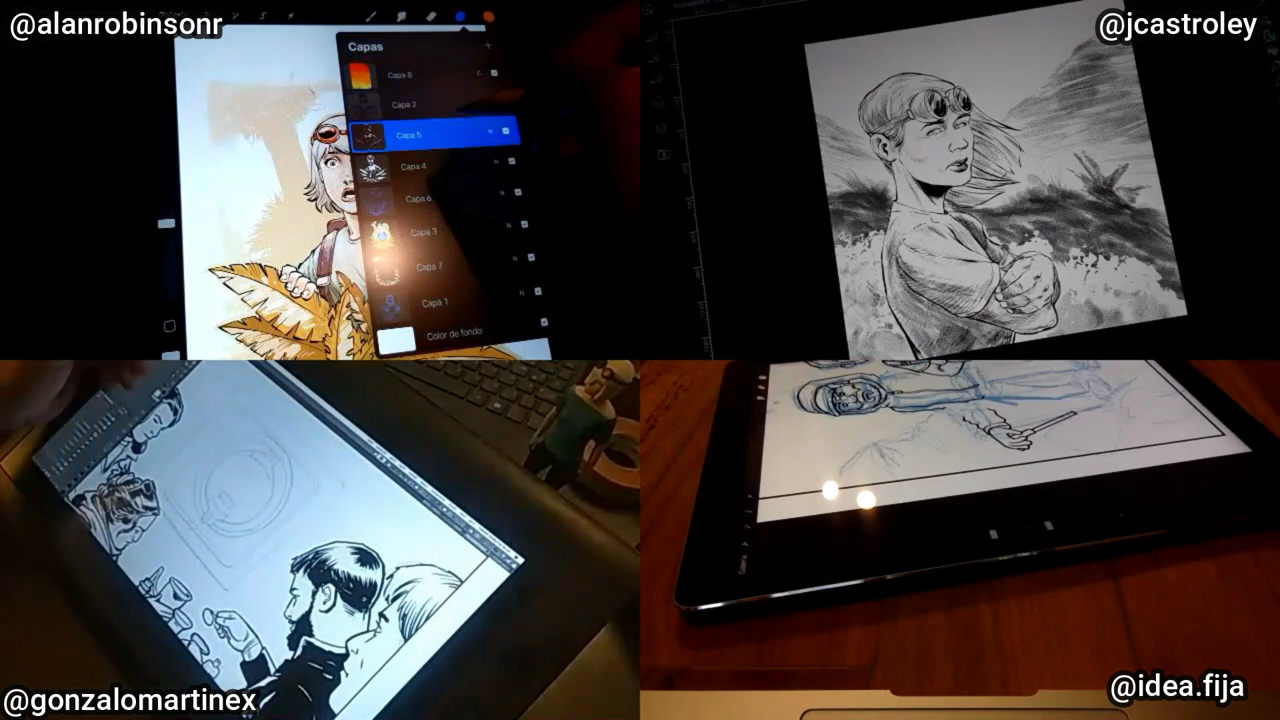 @alanrobinsonr
@jcastroley
Capas
Capa 8
Capa 2
Capa 5
N
Capa 4
N
Capa 6
N
Capa 3
N
Capa 7
N
Capa 1
N
Color de fondo
@gonzalomartinex
@idea.fija